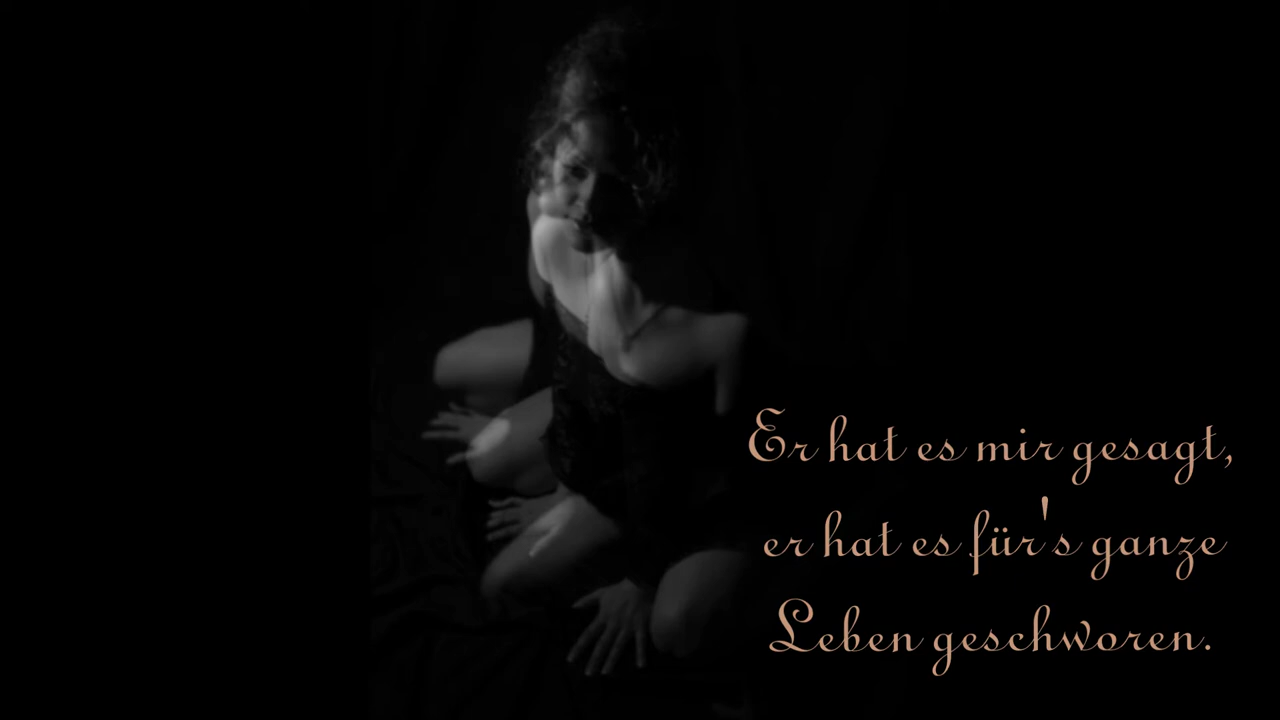 Er hat es mir gesagt,
er hat es für's ganze
Leben geschworen.